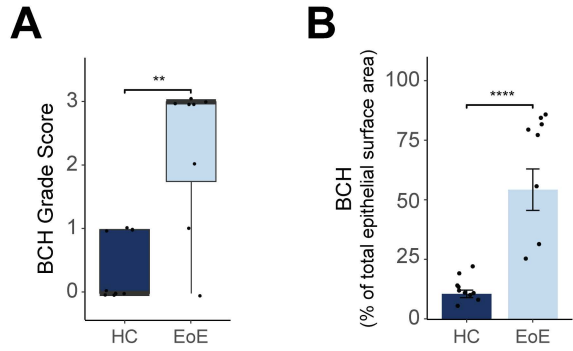 A
BCH Grade Score
3
2
1
0
**
HC
EoE
B
BCH
(% of total epithelial surface area)
100
75
50
25
0
****
HC
EoE